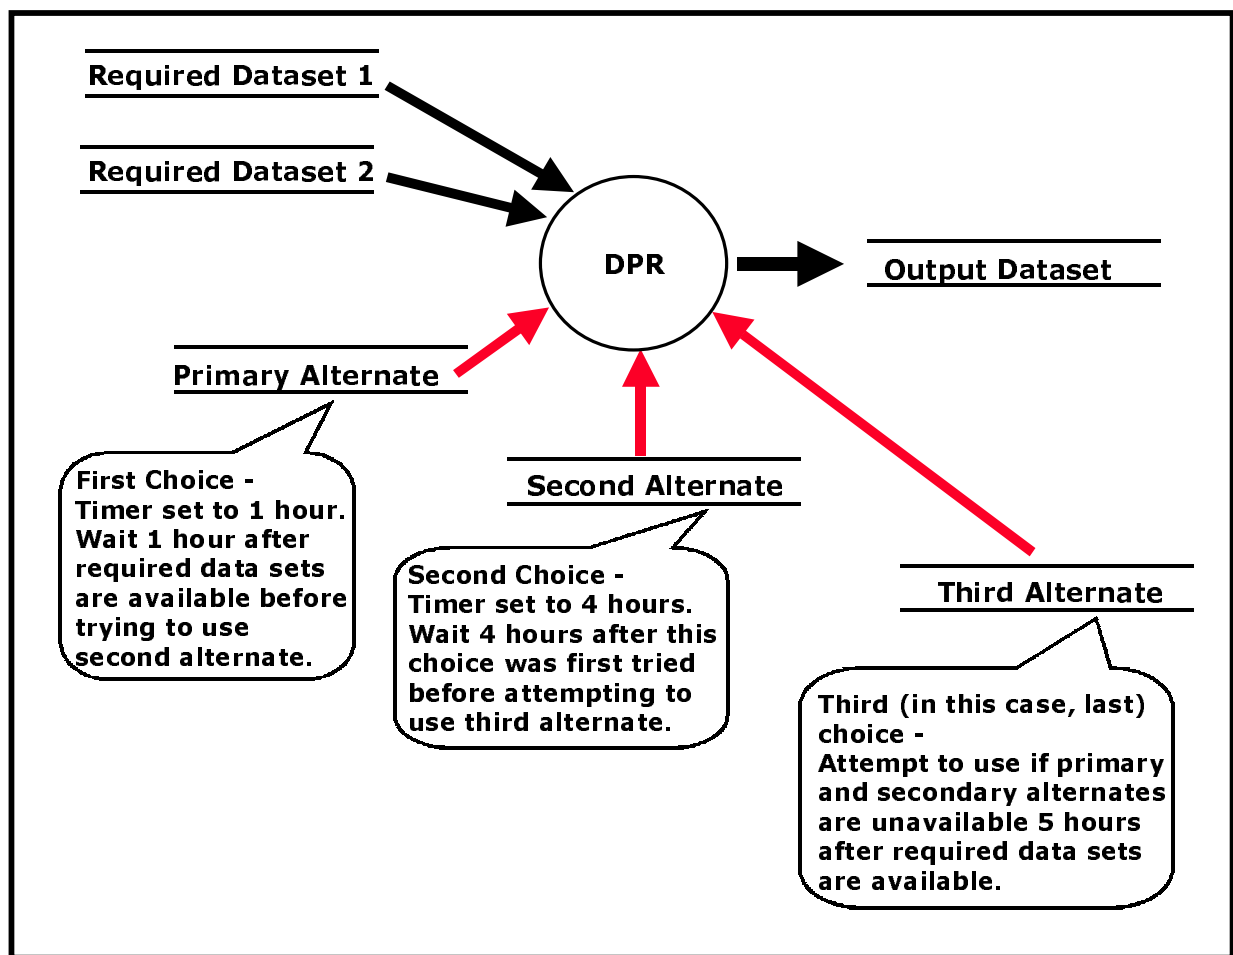 Required Dataset 1
Required Dataset 2
DPR
Output Dataset
Primary Alternate
First Choice -
Timer set to 1 hour.
Wait 1 hour after
required data sets
are available before
trying to use
second alternate.
Second Alternate
Second Choice -
Timer set to 4 hours.
Wait 4 hours after this
choice was first tried
before attempting to
use third alternate.
Third Alternate
Third (in this case, last)
choice -
Attempt to use if primary
and secondary alternates
are unavailable 5 hours
after required data sets
are available.